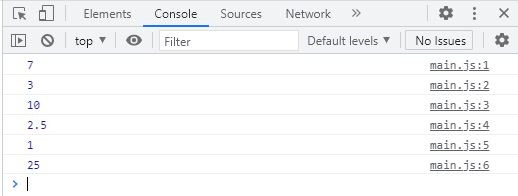 Elements Console Sources Network »
top ▼ Filter Default levels ▼ No Issues
7 main.js:1
3 main.js:2
10 main.js:3
2.5 main.js:4
1 main.js:5
25 main.js:6
>